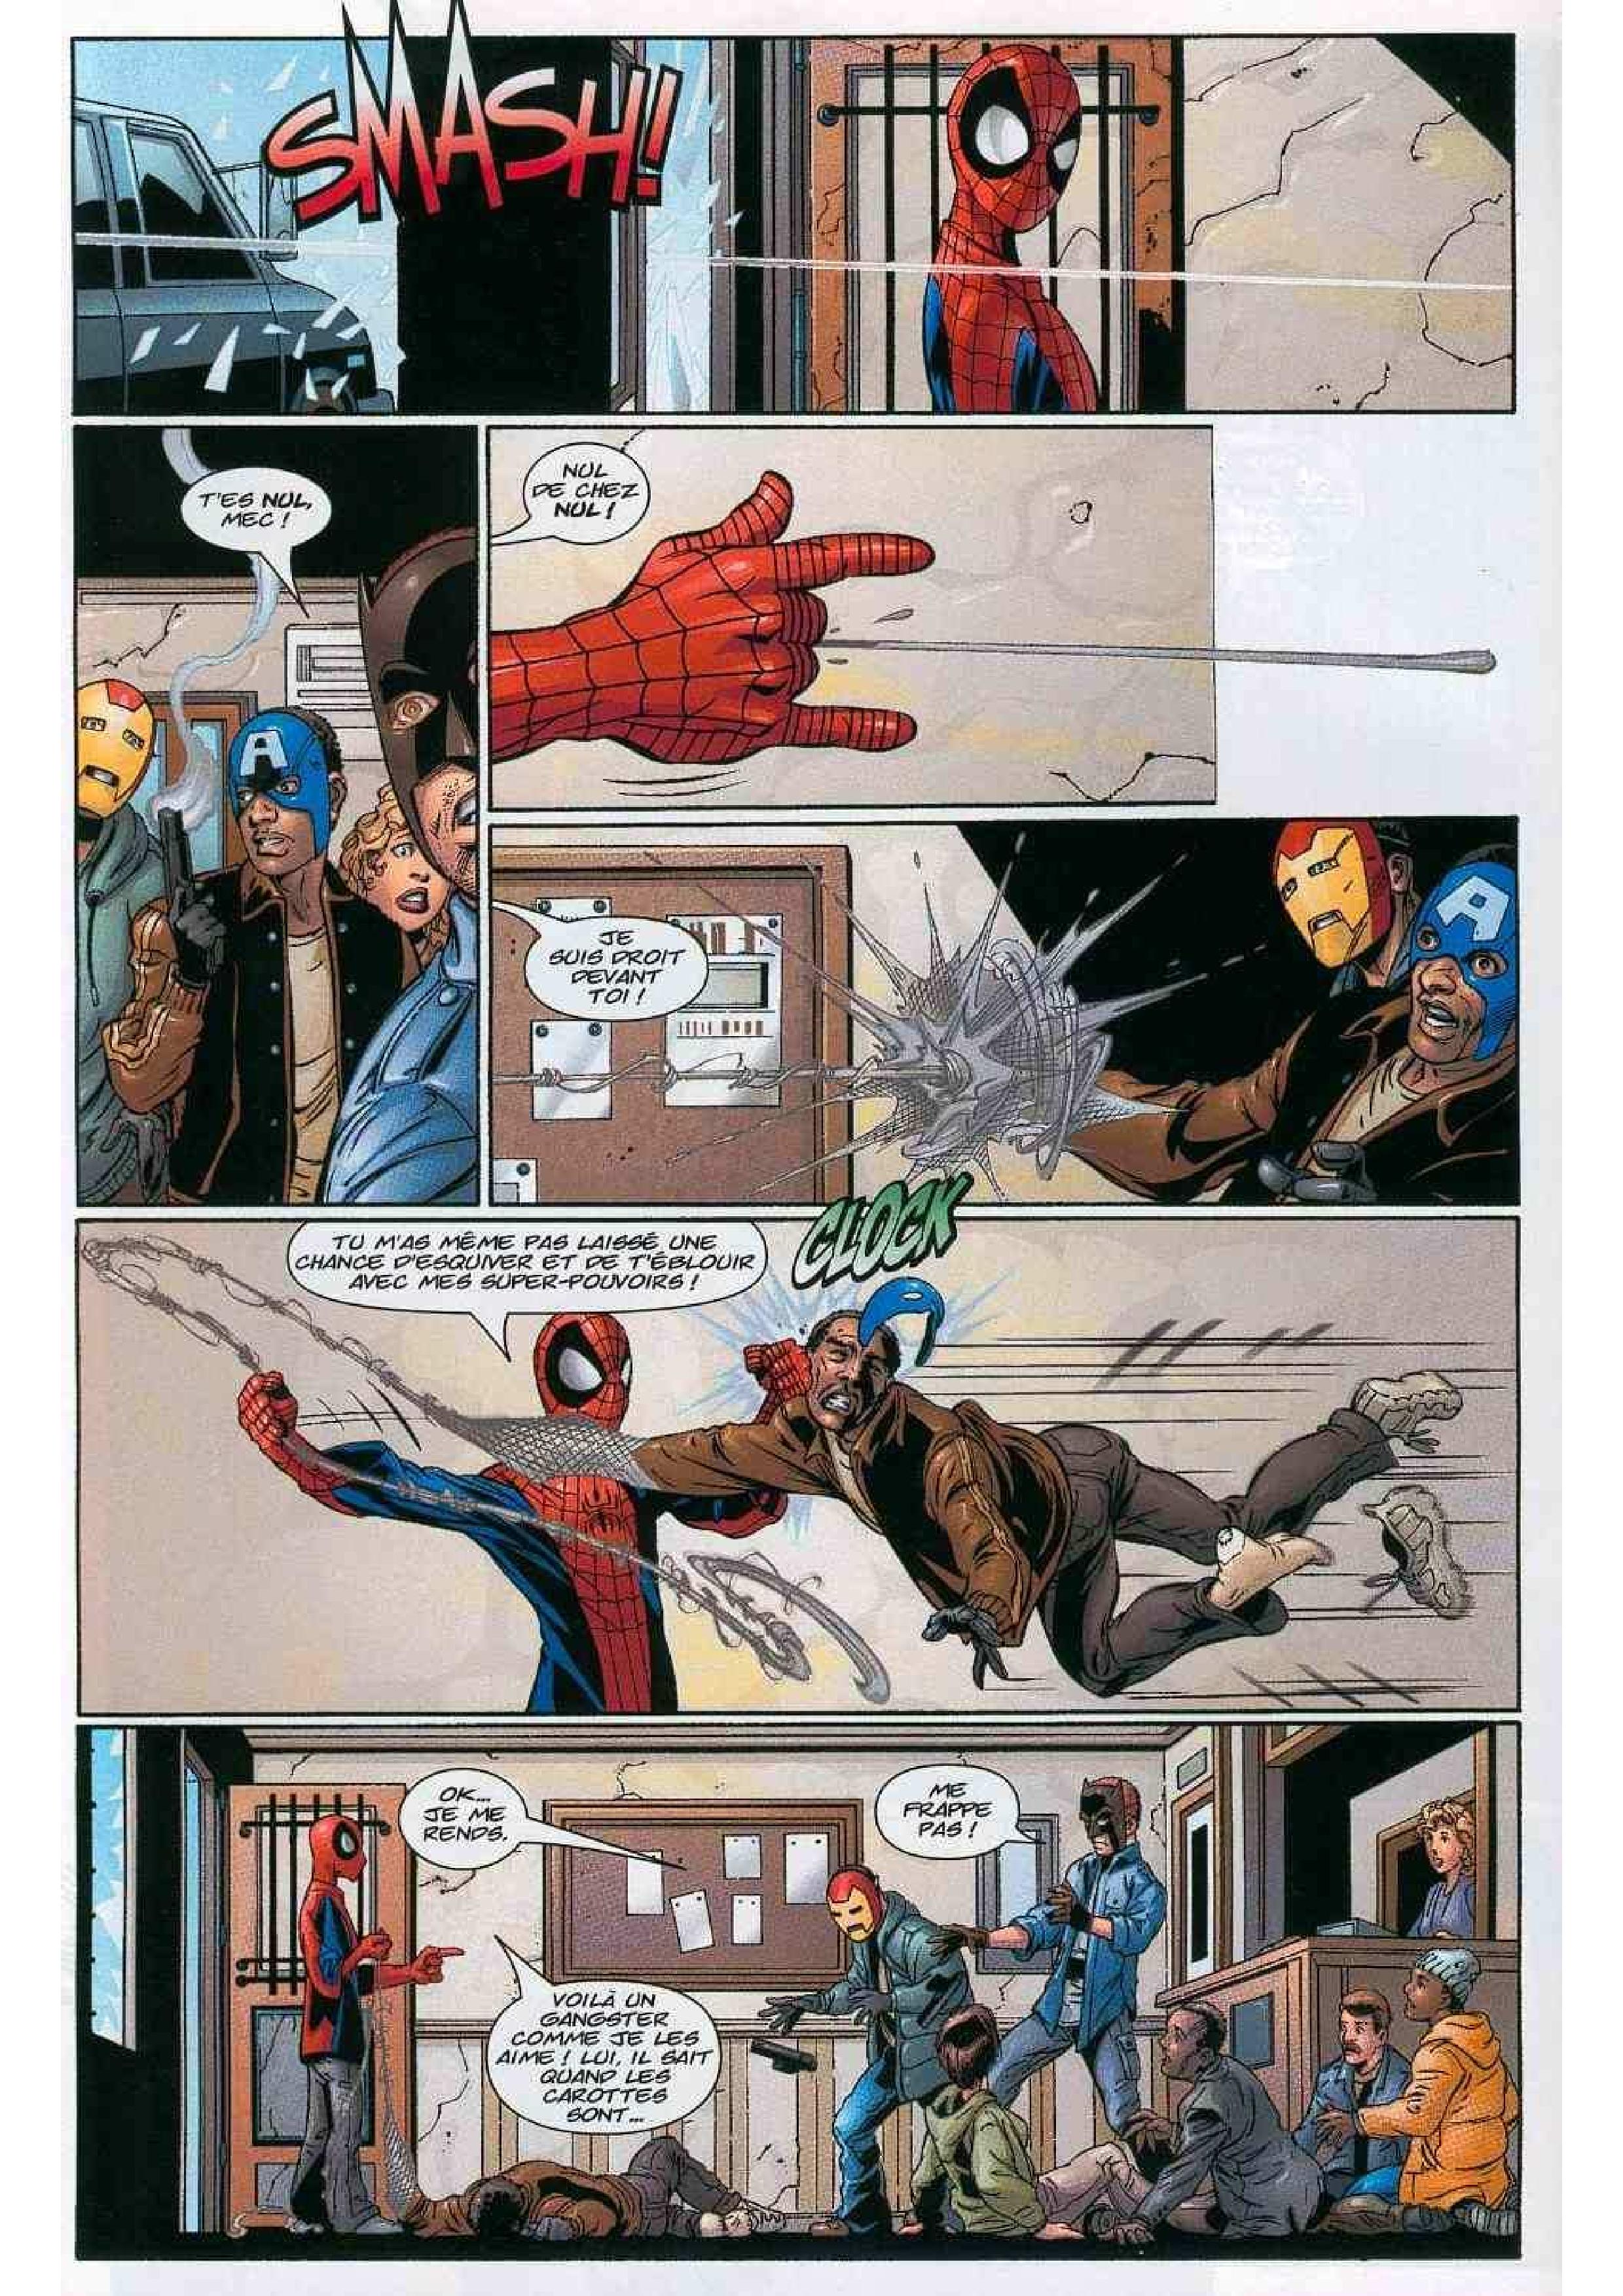 SMASH!!
T'ES NUL,
MEC !
A
NUL
DE CHEZ
NUL !
JE
SUIS DROIT
DEVANT
TOI !
A
TU M'AS MÊME PAS LAISSÉ UNE
CHANCE D'ESQUIVER ET DE T'ÉBLOUIR
AVEC MES SUPER-POUVOIRS !
CLOCK
OK...
JE ME
RENDS.
ME
FRAPPE
PAS !
VOILÀ UN
GANGSTER
COMME JE LES
AIME ! LUI, IL SAIT
QUAND LES
CAROTTES
SONT...